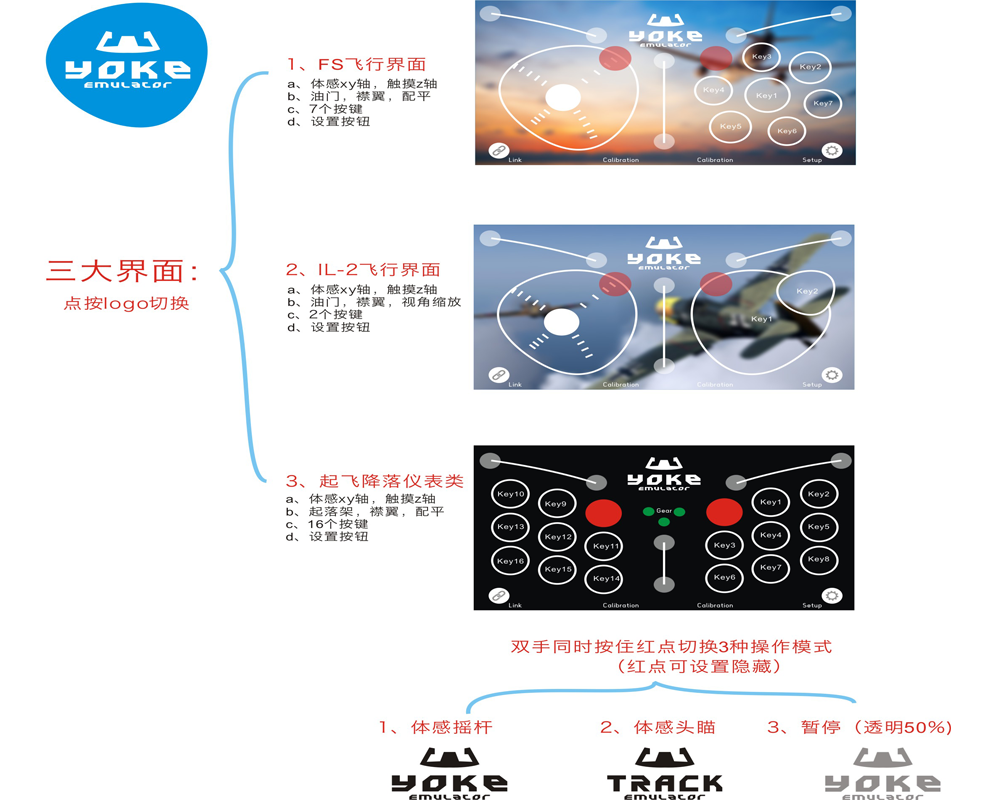 YOKE
EMULATOR
三大界面:
点按logo切换
1、FS飞行界面
a、体感xy轴，触摸z轴
b、油门，襟翼，配平
c、7个按键
d、设置按钮
YOKE
EMULATOR
Key3
Key2
Key4
Key1
Key7
Key5
Key6
Link
Calibration
Calibration
Setup
2、IL-2飞行界面
a、体感xy轴，触摸z轴
b、油门，襟翼，视角缩放
c、2个按键
d、设置按钮
YOKE
EMULATOR
Key2
Key1
Link
Calibration
Calibration
Setup
3、起飞降落仪表类
a、体感xy轴，触摸z轴
b、起落架，襟翼，配平
c、16个按键
d、设置按钮
YOKE
EMULATOR
Key10
Key9
Gear
Key1
Key2
Key13
Key12
Key11
Key3
Key4
Key5
Key16
Key15
Key14
Key6
Key7
Key8
Link
Calibration
Calibration
Setup
双手同时按住红点切换3种操作模式
（红点可设置隐藏）
1、体感摇杆
YOKE
EMULATOR
2、体感头瞄
TRACK
EMULATOR
3、暂停（透明50%)
YOKE
EMULATOR